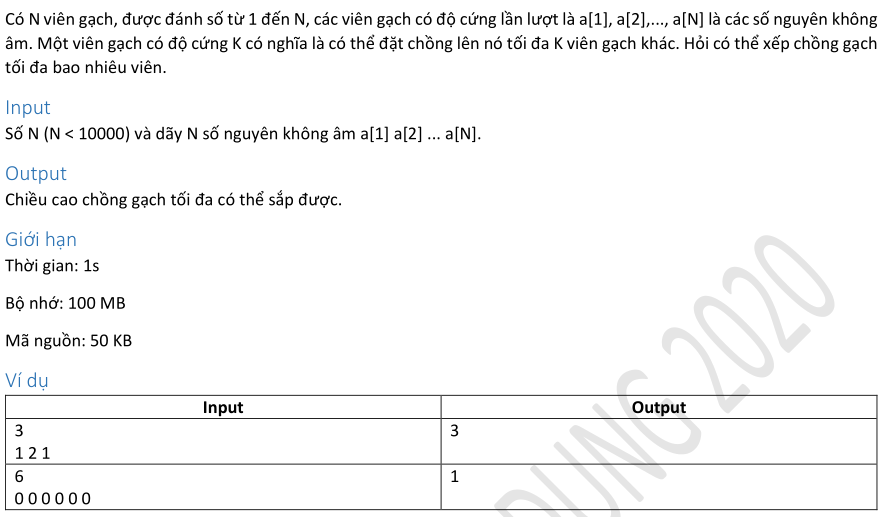 Có N viên gạch, được đánh số từ 1 đến N, các viên gạch có độ cứng lần lượt là a[1], a[2],..., a[N] là các số nguyên không
âm. Một viên gạch có độ cứng K có nghĩa là có thể đặt chồng lên nó tối đa K viên gạch khác. Hỏi có thể xếp chồng gạch
tối đa bao nhiêu viên.
Input
Số N (N < 10000) và dãy N số nguyên không âm a[1] a[2] ... a[N].
Output
Chiều cao chồng gạch tối đa có thể sắp được.
Giới hạn
Thời gian: 1s
Bộ nhớ: 100 MB
Mã nguồn: 50 KB
Ví dụ
Input Output
3 3
1 2 1
6 1
0 0 0 0 0 0
DUNG 2020